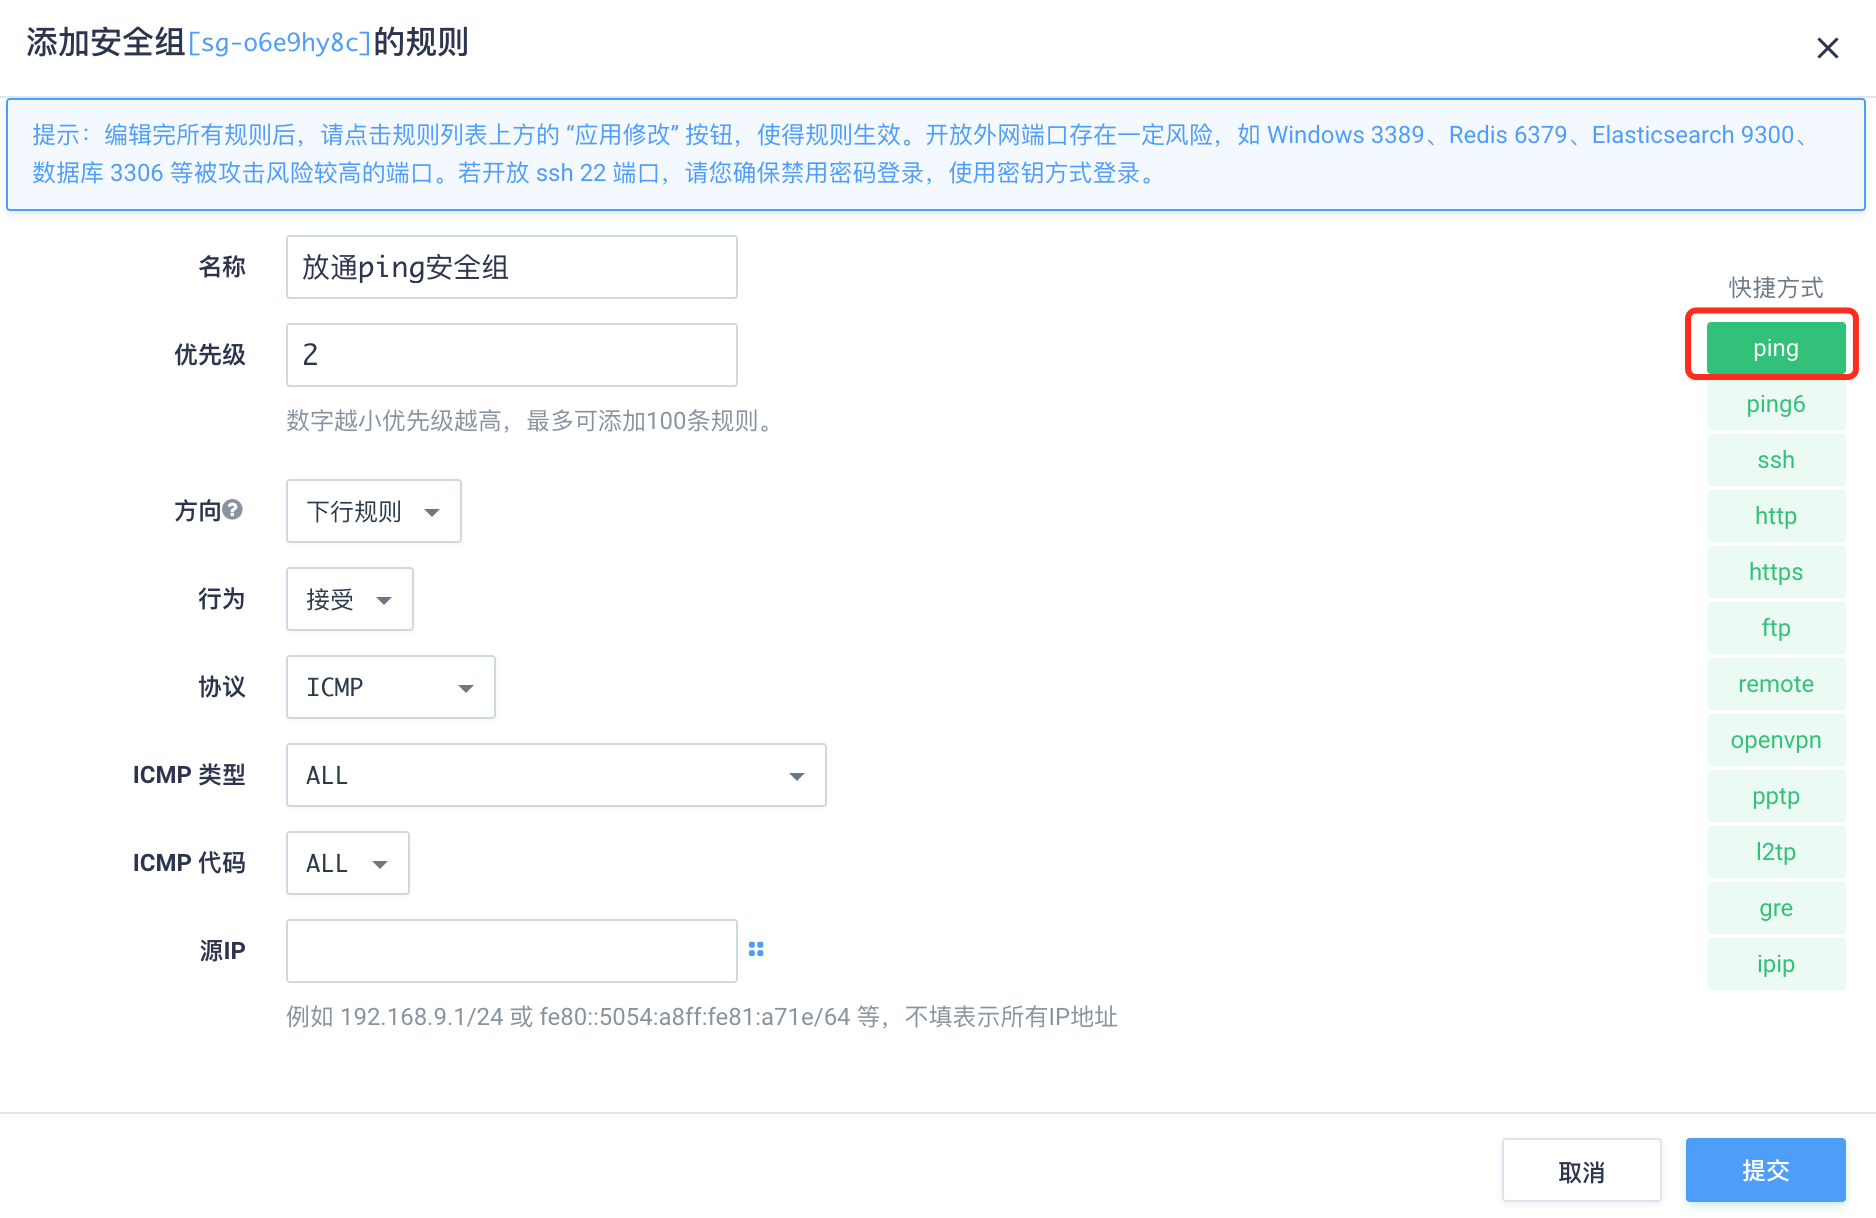 添加安全组[sg-o6e9hy8c]的规则
提示：编辑完所有规则后，请点击规则列表上方的 “应用修改” 按钮，使得规则生效。开放外网端口存在一定风险，如 Windows 3389、Redis 6379、Elasticsearch 9300、
数据库 3306 等被攻击风险较高的端口。若开放 ssh 22 端口，请您确保禁用密码登录，使用密钥方式登录。
名称 放通ping安全组
优先级 2
数字越小优先级越高，最多可添加100条规则。
方向 下行规则
行为 接受
协议 ICMP
ICMP 类型 ALL
ICMP 代码 ALL
源IP
例如 192.168.9.1/24 或 fe80::5054:a8ff:fe81:a71e/64 等，不填表示所有IP地址
快捷方式
ping
ping6
ssh
http
https
ftp
remote
openvpn
pptp
l2tp
gre
ipip
取消
提交